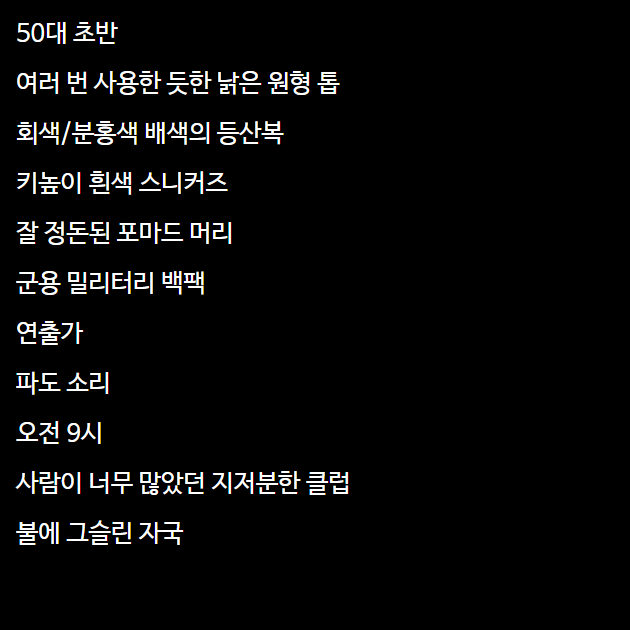 50대 초반
여러 번 사용한 듯한 낡은 원형 톱
회색/분홍색 배색의 등산복
키높이 흰색 스니커즈
잘 정돈된 포마드 머리
군용 밀리터리 백팩
연출가
파도 소리
오전 9시
사람이 너무 많았던 지저분한 클럽
불에 그슬린 자국